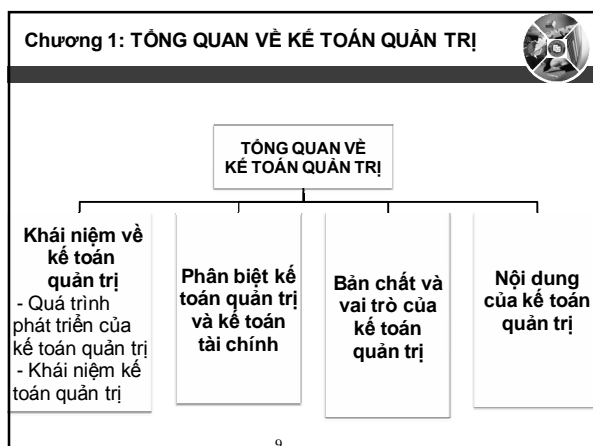 Chương 1: TỔNG QUAN VỀ KẾ TOÁN QUẢN TRỊ
TỔNG QUAN VỀ
KẾ TOÁN QUẢN TRỊ
Khái niệm về
kế toán
quản trị
- Quá trình
phát triển của
kế toán quản trị
- Khái niệm kế
toán quản trị
Phân biệt kế
toán quản trị
và kế toán
tài chính
Bản chất và
vai trò của
kế toán
quản trị
Nội dung
của kế toán
quản trị
9